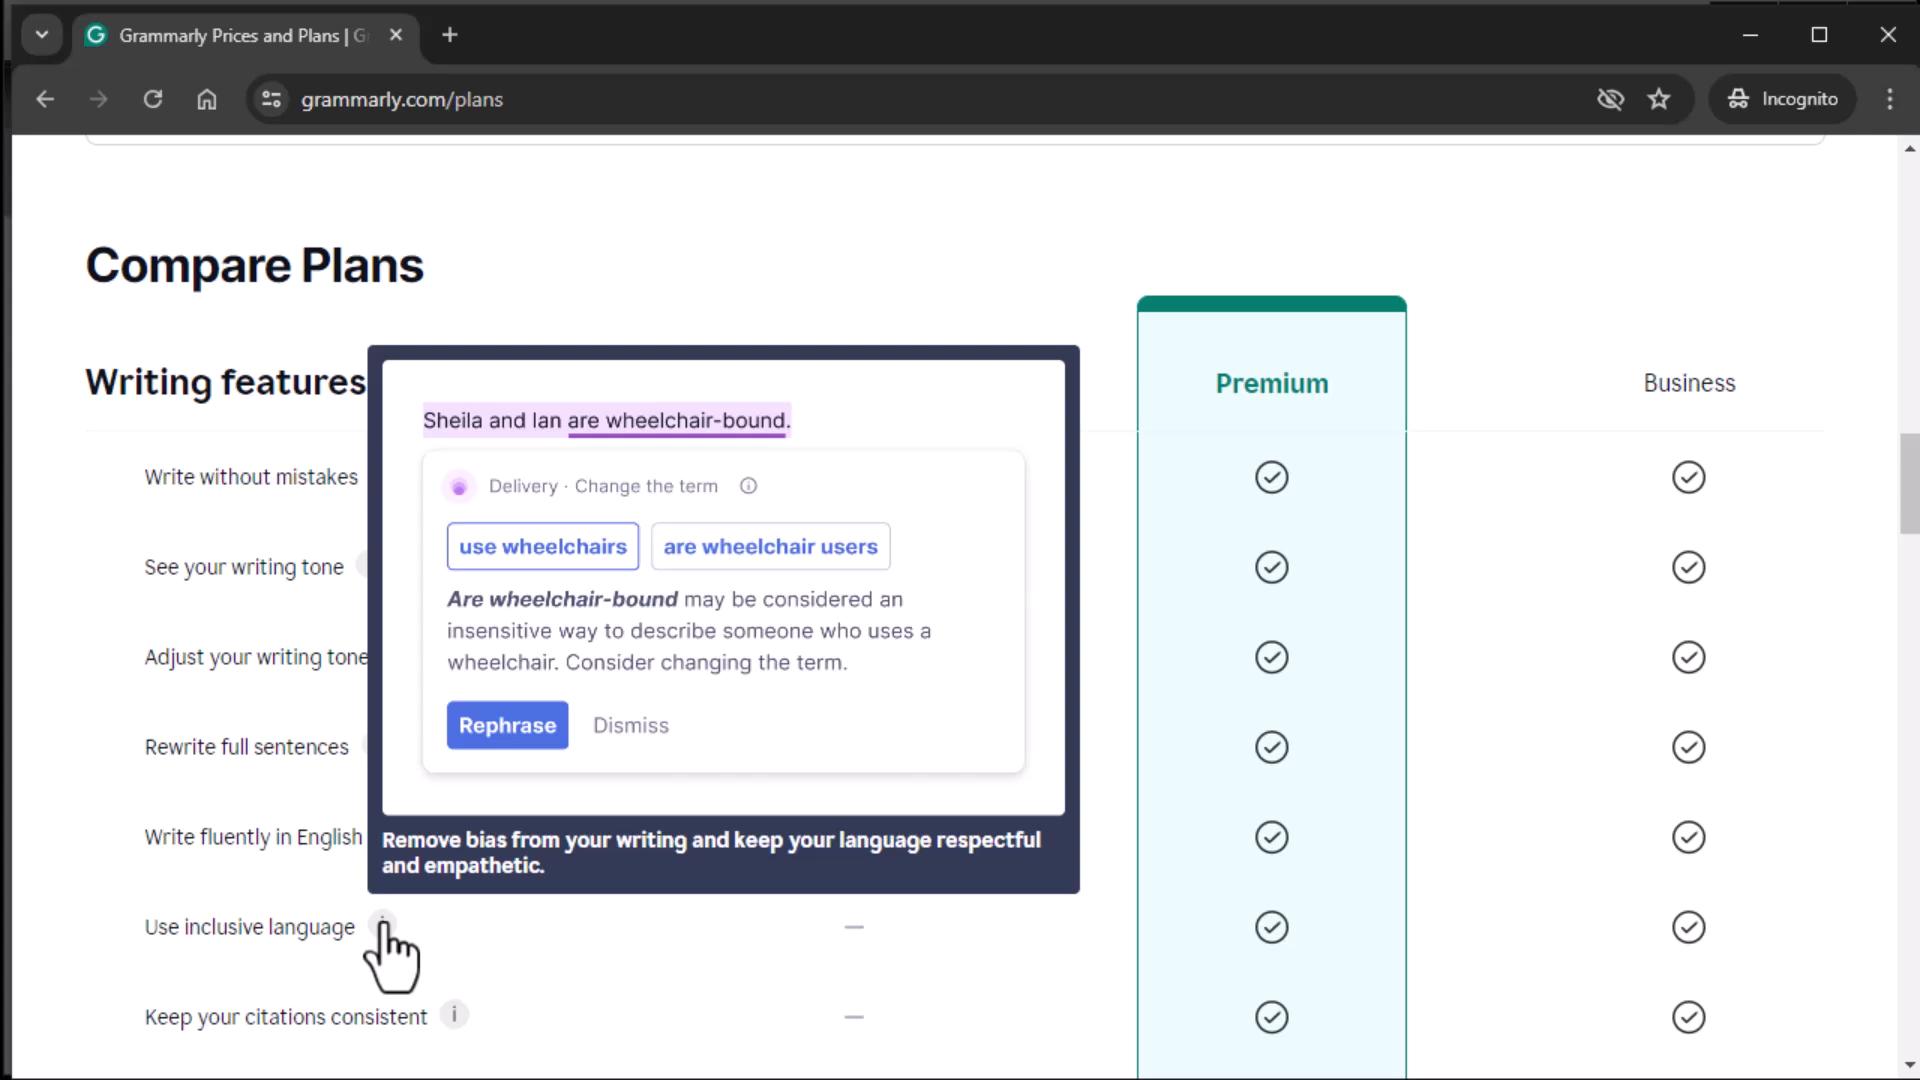 Grammarly Prices and Plans | G
grammarly.com/plans
Incognito
Compare Plans
Writing features
Premium
Business
Sheila and Ian are wheelchair-bound.
Delivery · Change the term
use wheelchairs
are wheelchair users
Are wheelchair-bound may be considered an
insensitive way to describe someone who uses a
wheelchair. Consider changing the term.
Rephrase
Dismiss
Remove bias from your writing and keep your language respectful
and empathetic.
Write without mistakes
See your writing tone
Adjust your writing tone
Rewrite full sentences
Write fluently in English
Use inclusive language
Keep your citations consistent
i